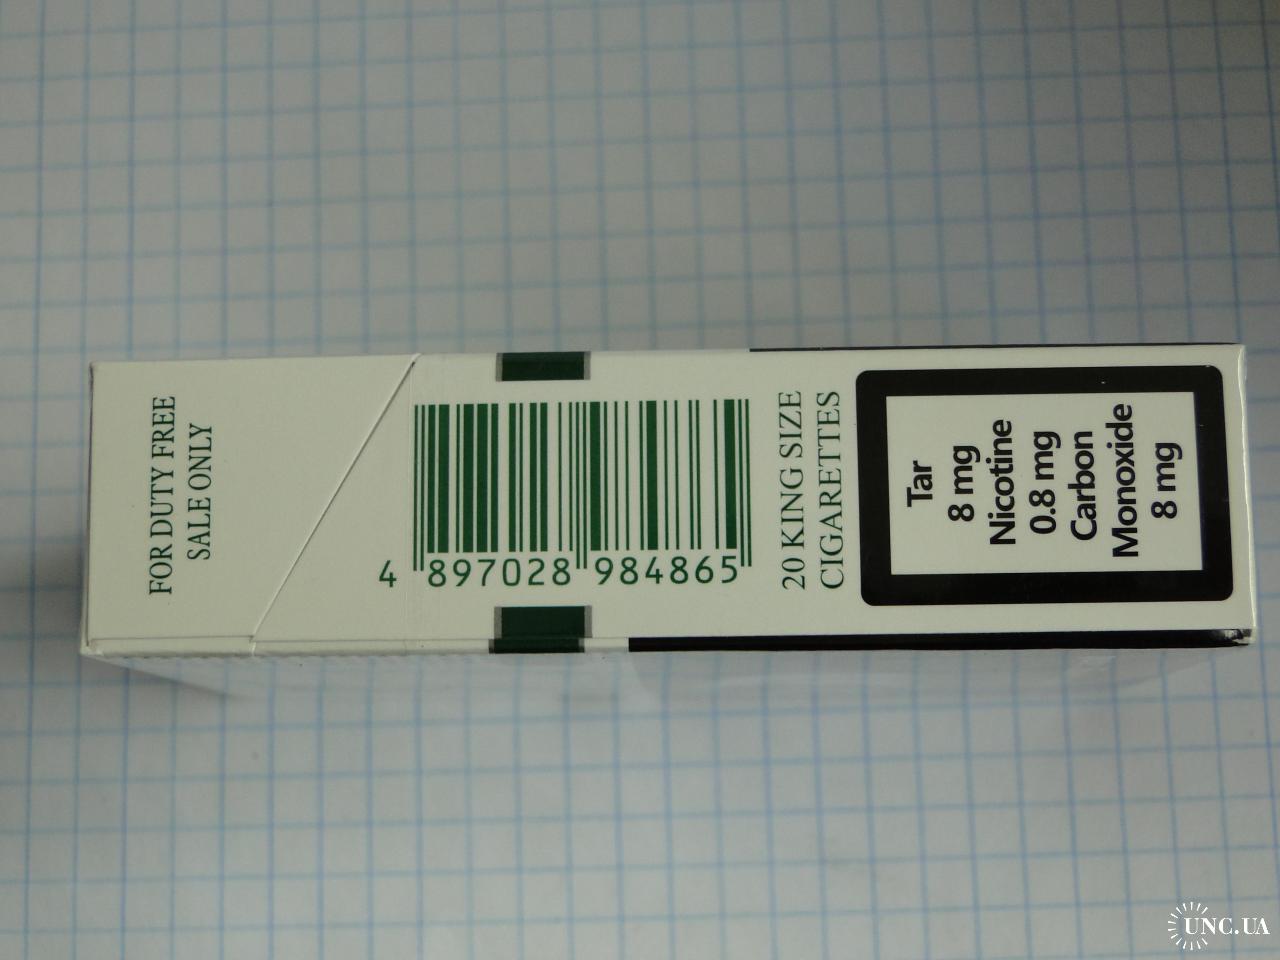 FOR DUTY FREE
SALE ONLY
4 897028 984865
20 KING SIZE
CIGARETTES
Tar
8 mg
Nicotine
0.8 mg
Carbon
Monoxide
8 mg
UNC.UA